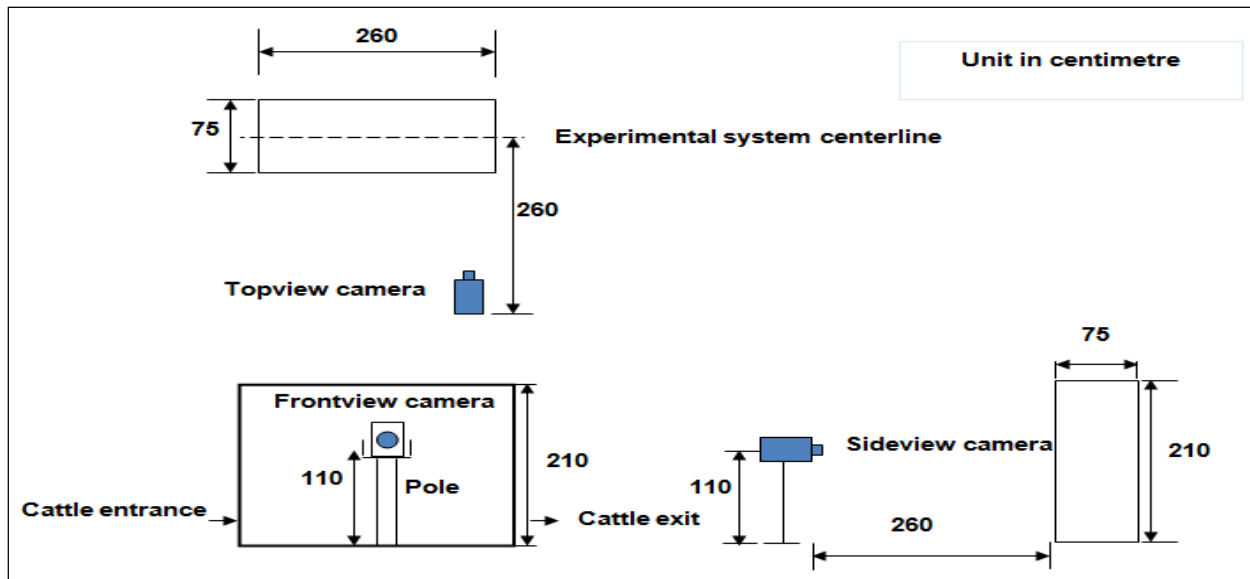 260
Unit in centimetre
75
Experimental system centerline
260
Topview camera
75
Frontview camera
Sideview camera
210
210
110
Pole
110
Cattle entrance
Cattle exit
260